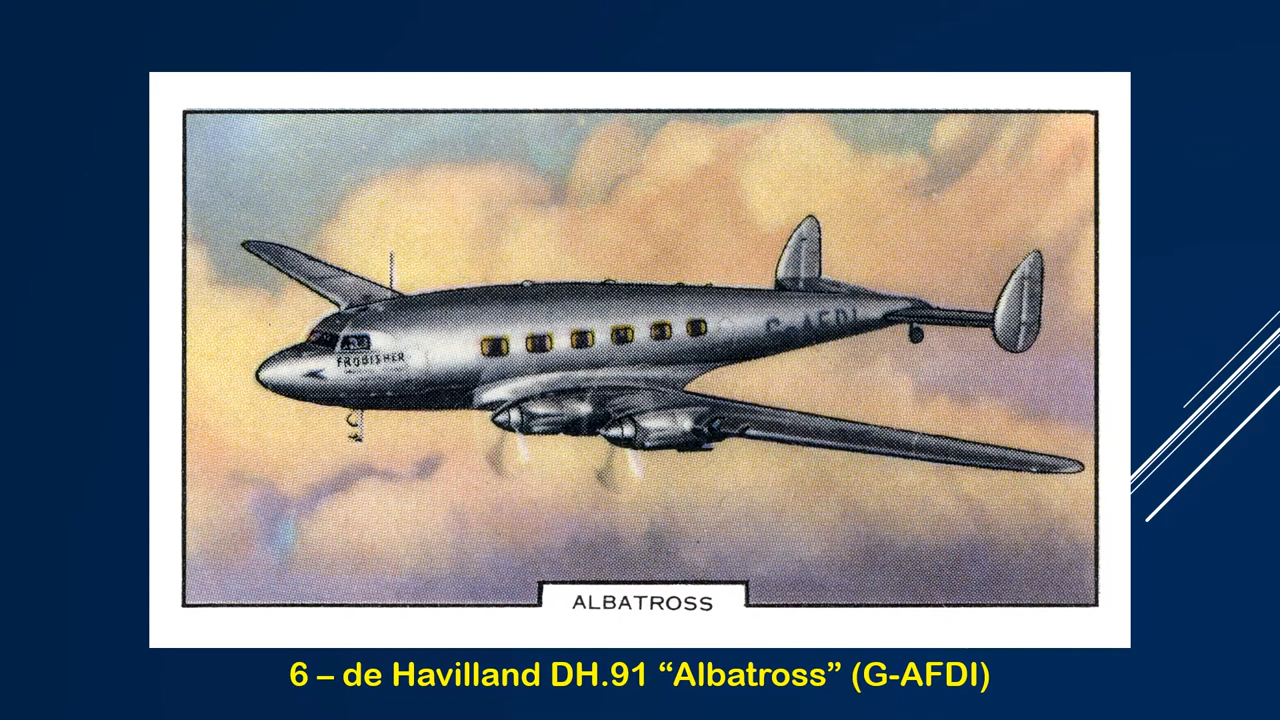 FROBISHER
G-AFDI
ALBATROSS
6 – de Havilland DH.91 “Albatross” (G-AFDI)